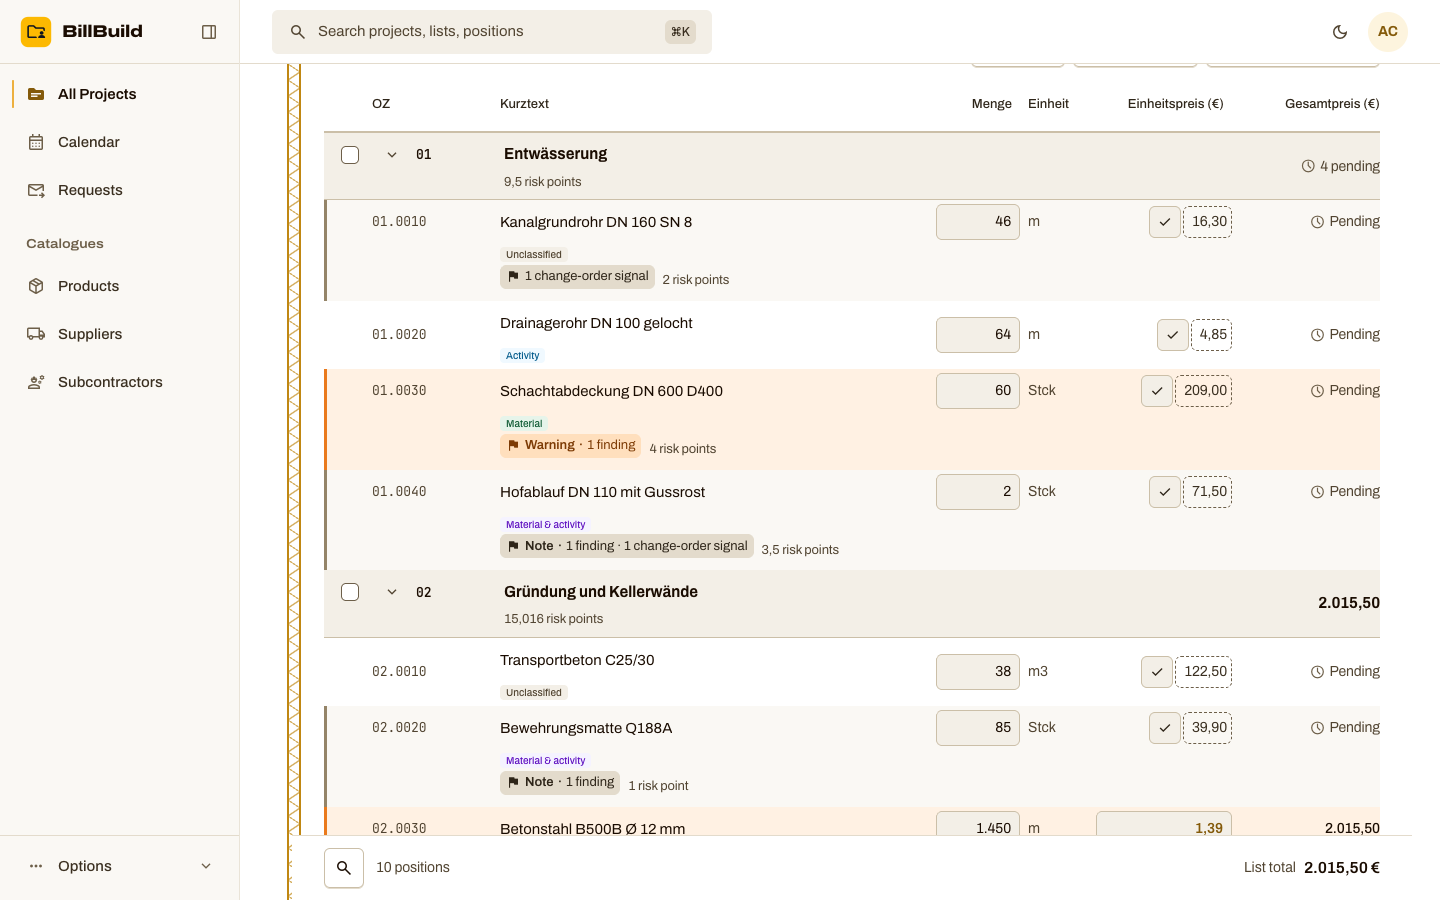 BillBuild
Search projects, lists, positions
⌘K
AC
All Projects
Calendar
Requests
Catalogues
Products
Suppliers
Subcontractors
Options
OZ Kurztext Menge Einheit Einheitspreis (€) Gesamtpreis (€)
01 Entwässerung 4 pending
9,5 risk points
01.0010 Kanalgrundrohr DN 160 SN 8 46 m 16,30 Pending
Unclassified
1 change-order signal 2 risk points
01.0020 Drainagerohr DN 100 gelocht 64 m 4,85 Pending
Activity
01.0030 Schachtabdeckung DN 600 D400 60 Stck 209,00 Pending
Material
Warning · 1 finding 4 risk points
01.0040 Hofablauf DN 110 mit Gussrost 2 Stck 71,50 Pending
Material & activity
Note · 1 finding · 1 change-order signal 3,5 risk points
02 Gründung und Kellerwände 2.015,50
15,016 risk points
02.0010 Transportbeton C25/30 38 m3 122,50 Pending
Unclassified
02.0020 Bewehrungsmatte Q188A 85 Stck 39,90 Pending
Material & activity
Note · 1 finding 1 risk point
02.0030 Betonstahl B500B Ø 12 mm 1.450 m 1,39 2.015,50
10 positions List total 2.015,50 €